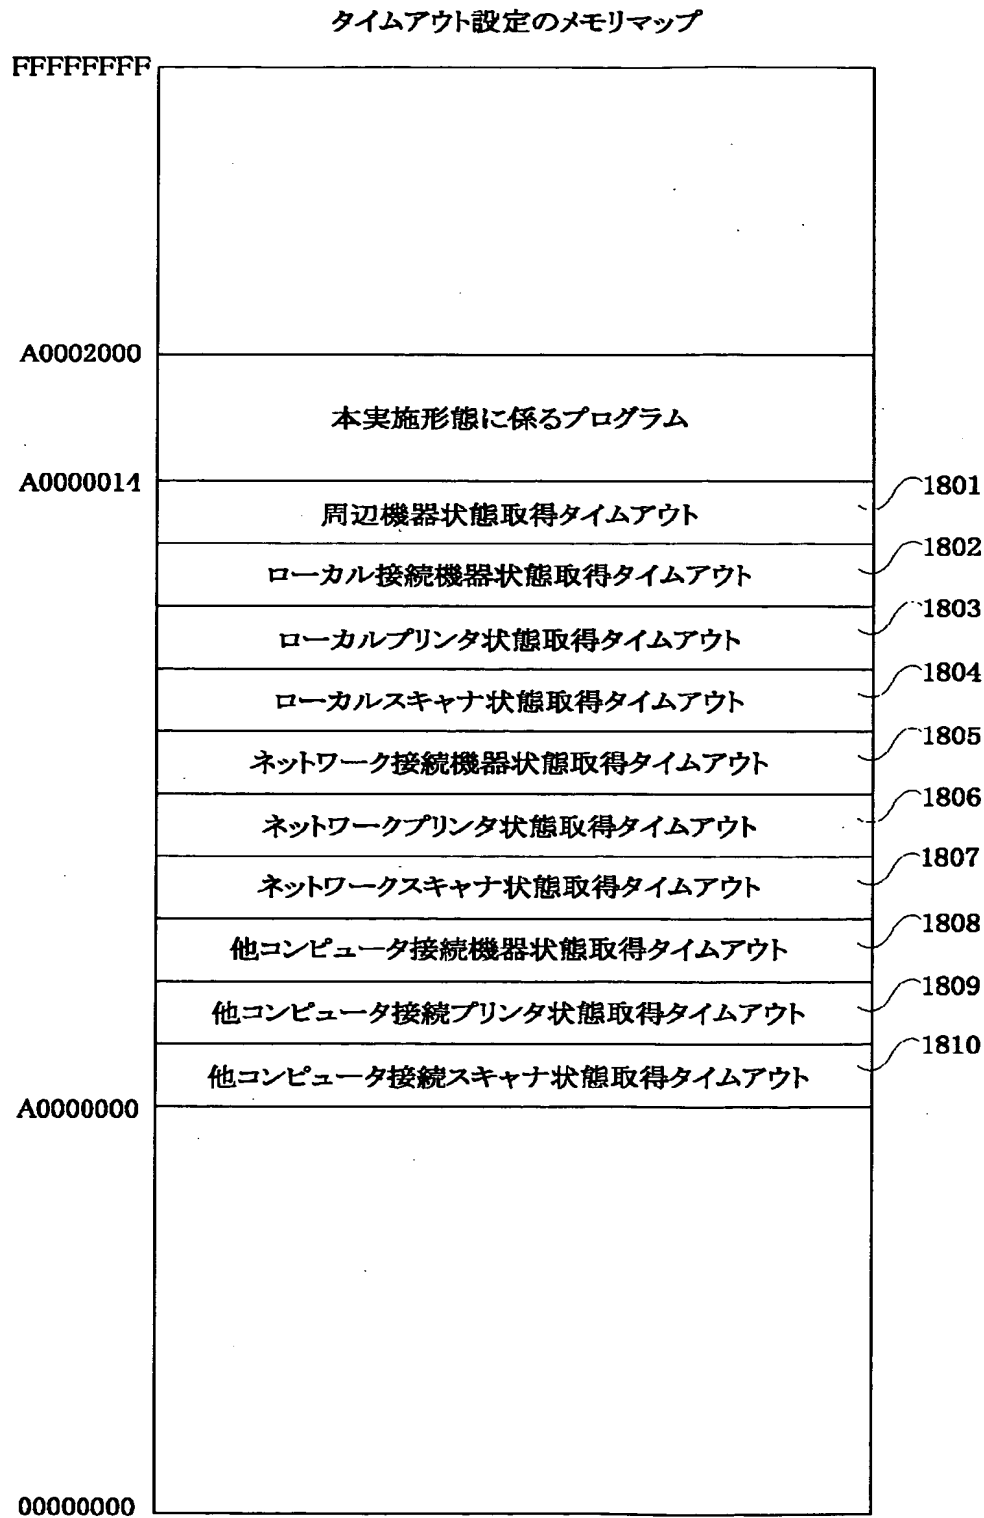 タイムアウト設定のメモリマップ
FFFFFFFF
A0002000
本実施形態に係るプログラム
A0000014
1801
周辺機器状態取得タイムアウト
1802
ローカル接続機器状態取得タイムアウト
1803
ローカルプリンタ状態取得タイムアウト
1804
ローカルスキャナ状態取得タイムアウト
1805
ネットワーク接続機器状態取得タイムアウト
1806
ネットワークプリンタ状態取得タイムアウト
1807
ネットワークスキャナ状態取得タイムアウト
1808
他コンピュータ接続機器状態取得タイムアウト
1809
他コンピュータ接続プリンタ状態取得タイムアウト
1810
他コンピュータ接続スキャナ状態取得タイムアウト
A0000000
00000000